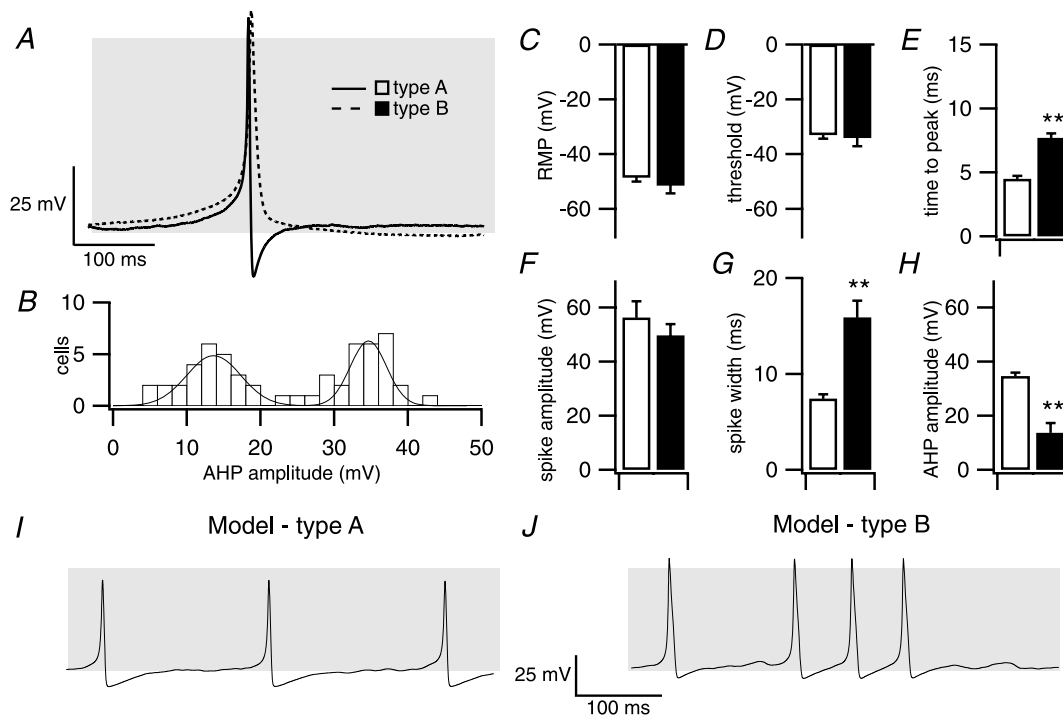 A
type A
type B
25 mV
100 ms
B
10
5
0
cells
0 10 20 30 40 50
AHP amplitude (mV)
C
0
-20
-40
-60
RMP (mV)
D
0
-20
-40
-60
threshold (mV)
E
15
10
5
0
time to peak (ms)
**
F
60
40
20
0
spike amplitude (mV)
G
20
10
0
spike width (ms)
**
H
60
40
20
0
AHP amplitude (mV)
**
I
Model - type A
J
Model - type B
25 mV
100 ms